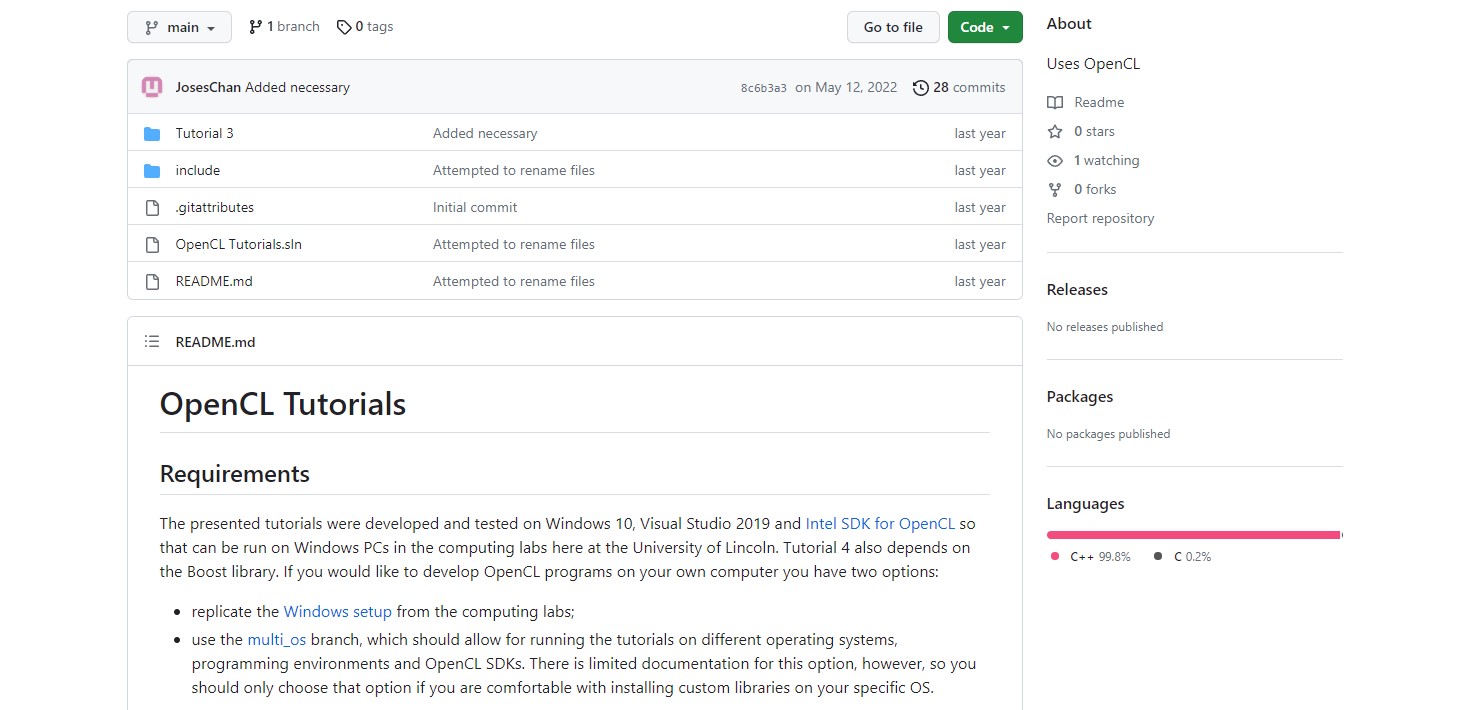 main 1 branch 0 tags Go to file Code
JosesChan Added necessary 8c6b3a3 on May 12, 2022 28 commits
Tutorial 3 Added necessary last year
include Attempted to rename files last year
.gitattributes Initial commit last year
OpenCL Tutorials.sln Attempted to rename files last year
README.md Attempted to rename files last year
README.md
OpenCL Tutorials
Requirements
The presented tutorials were developed and tested on Windows 10, Visual Studio 2019 and Intel SDK for OpenCL so
that can be run on Windows PCs in the computing labs here at the University of Lincoln. Tutorial 4 also depends on
the Boost library. If you would like to develop OpenCL programs on your own computer you have two options:
• replicate the Windows setup from the computing labs;
• use the multi_os branch, which should allow for running the tutorials on different operating systems,
programming environments and OpenCL SDKs. There is limited documentation for this option, however, so you
should only choose that option if you are comfortable with installing custom libraries on your specific OS.
About
Uses OpenCL
Readme
0 stars
1 watching
0 forks
Report repository
Releases
No releases published
Packages
No packages published
Languages
C++ 99.8% C 0.2%